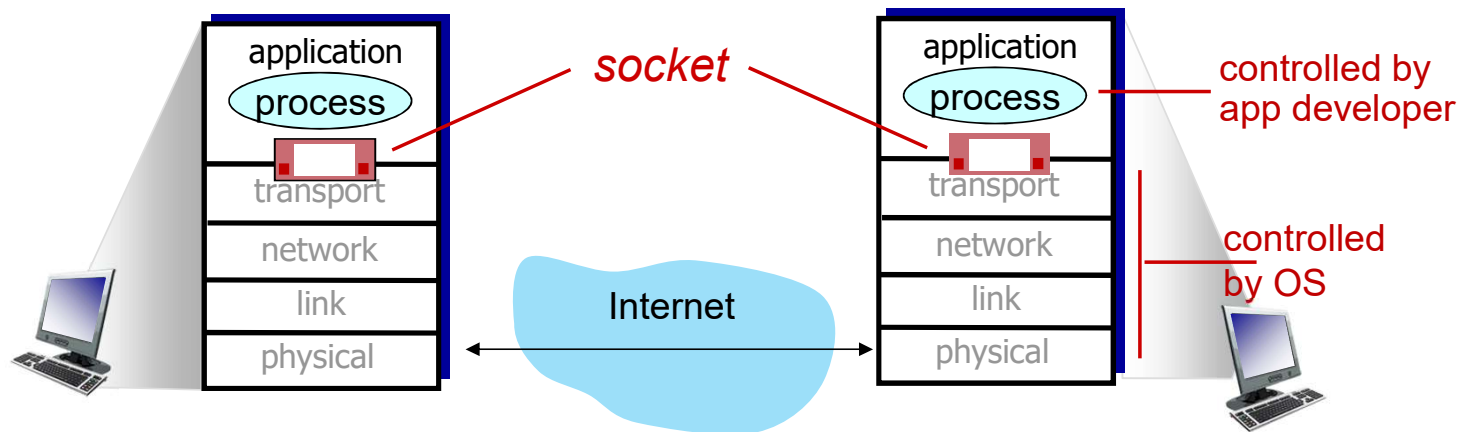 application
process
transport
network
link
physical
socket
Internet
application
process
transport
network
link
physical
controlled by
app developer
controlled
by OS